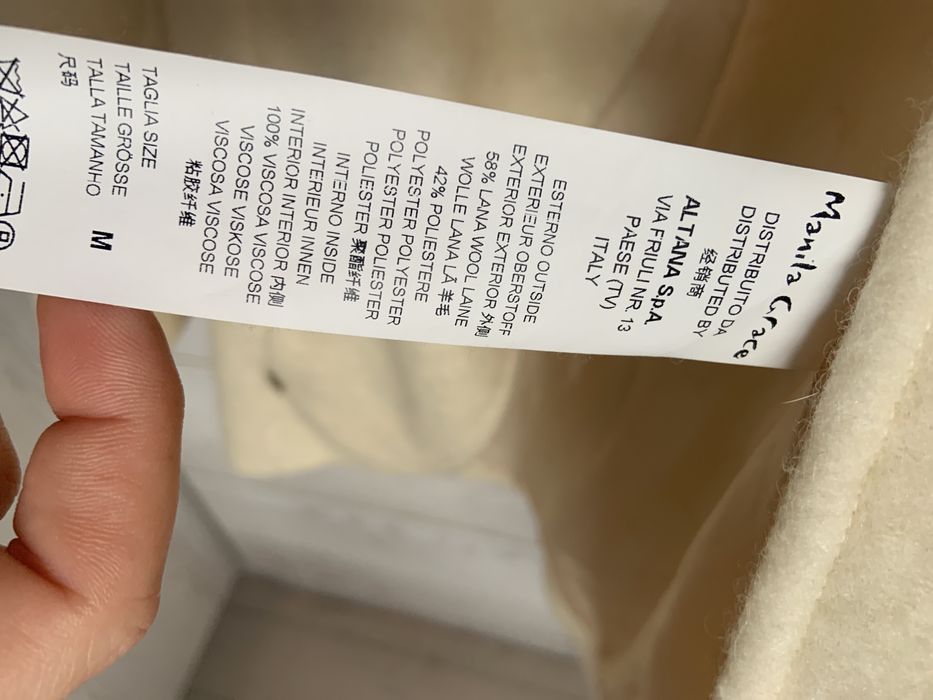 Manila Grace
DISTRIBUITO DA
DISTRIBUTED BY
经销商
ALTANA SpA
VIA FRIULI NR. 13
PAESE (TV)
ITALY
ESTERNO OUTSIDE
EXTERIEUR OBERSTOFF
EXTERIOR EXTERIOR 外侧
58% LANA WOOL LAINE
WOLLE LANA LÃ 羊毛
42% POLIESTERE
POLYESTER POLYESTER
POLYESTER POLIESTER
POLIESTER 聚酯纤维
INTERNO INSIDE
INTERIEUR INNEN
INTERIOR INTERIOR 内侧
100% VISCOSA VISCOSE
VISCOSE VISKOSE
VISCOSA VISCOSE
粘胶纤维
TAGLIA SIZE
TAILLE GRÖSSE
TALLA TAMANHO M
尺码